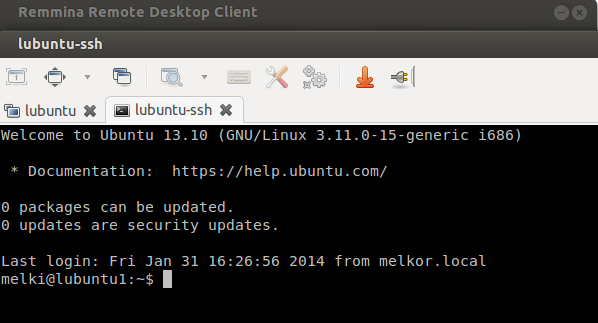 Remmina Remote Desktop Client
lubuntu-ssh
lubuntu
lubuntu-ssh
Welcome to Ubuntu 13.10 (GNU/Linux 3.11.0-15-generic i686)
* Documentation:  https://help.ubuntu.com/
0 packages can be updated.
0 updates are security updates.
Last login: Fri Jan 31 16:26:56 2014 from melkor.local
melki@lubuntu1:~$